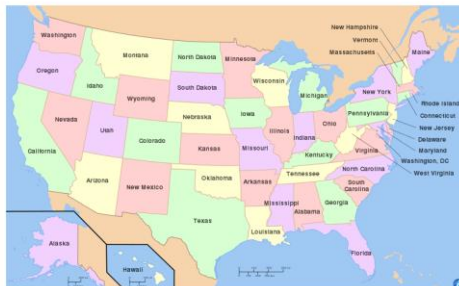 New Hampshire
Vermont
Massachusetts
Washington
Montana
North Dakota
Minnesota
Maine
Oregon
Idaho
Wyoming
South Dakota
Wisconsin
Michigan
New York
Rhode Island
Connecticut
New Jersey
Delaware
Maryland
Washington, DC
West Virginia
Nevada
Utah
Colorado
Nebraska
Iowa
Illinois
Indiana
Ohio
Pennsylvania
California
Kansas
Missouri
Kentucky
Virginia
Arizona
New Mexico
Oklahoma
Arkansas
Tennessee
North Carolina
South
Carolina
Texas
Louisiana
Mississippi
Alabama
Georgia
Florida
Alaska
Hawaii